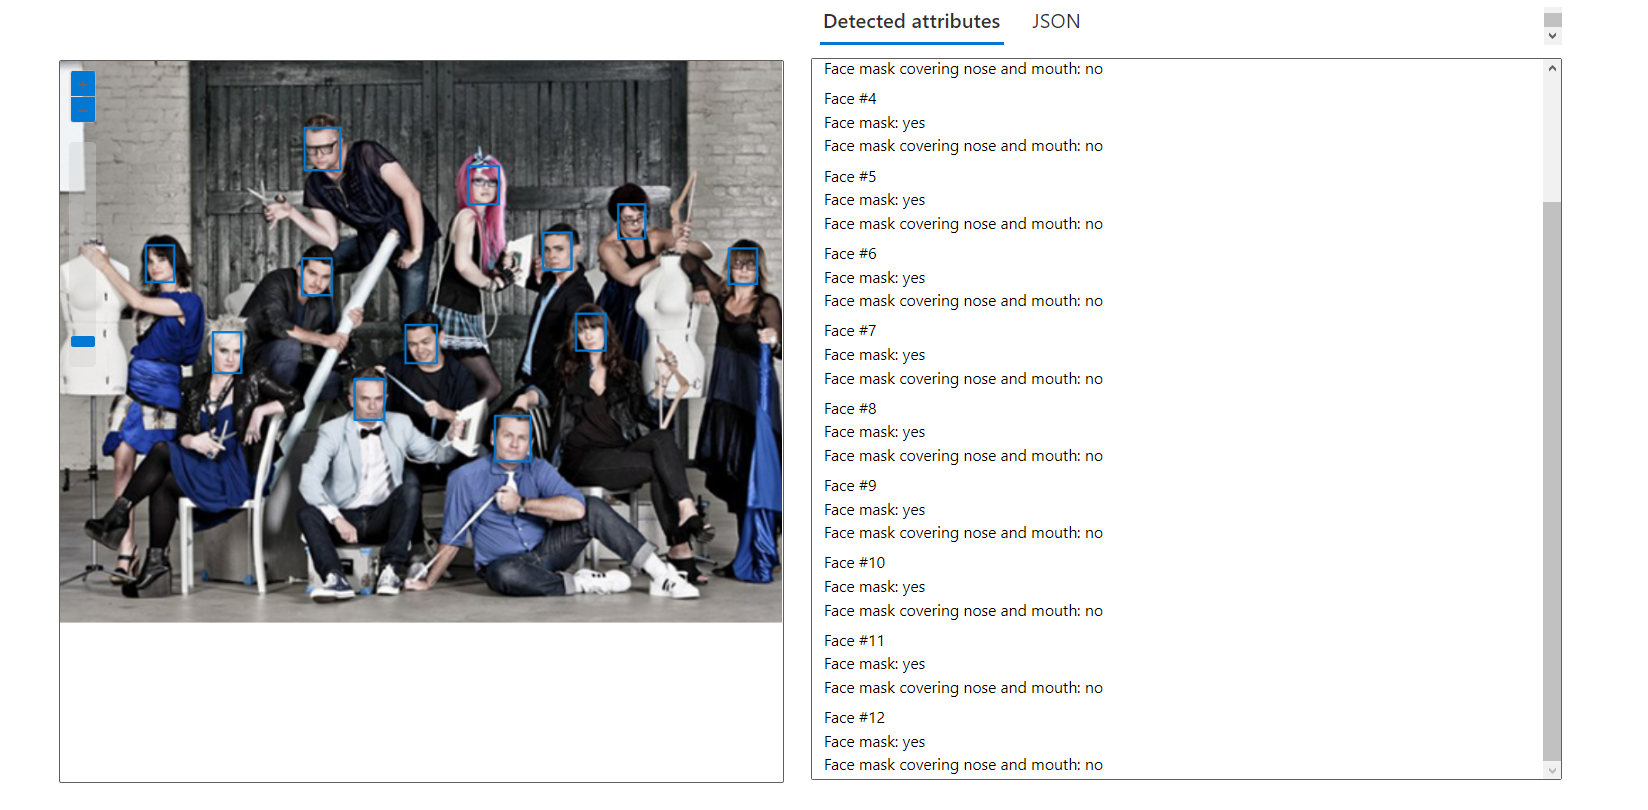 Detected attributes JSON
Face mask covering nose and mouth: no
Face #4
Face mask: yes
Face mask covering nose and mouth: no
Face #5
Face mask: yes
Face mask covering nose and mouth: no
Face #6
Face mask: yes
Face mask covering nose and mouth: no
Face #7
Face mask: yes
Face mask covering nose and mouth: no
Face #8
Face mask: yes
Face mask covering nose and mouth: no
Face #9
Face mask: yes
Face mask covering nose and mouth: no
Face #10
Face mask: yes
Face mask covering nose and mouth: no
Face #11
Face mask: yes
Face mask covering nose and mouth: no
Face #12
Face mask: yes
Face mask covering nose and mouth: no